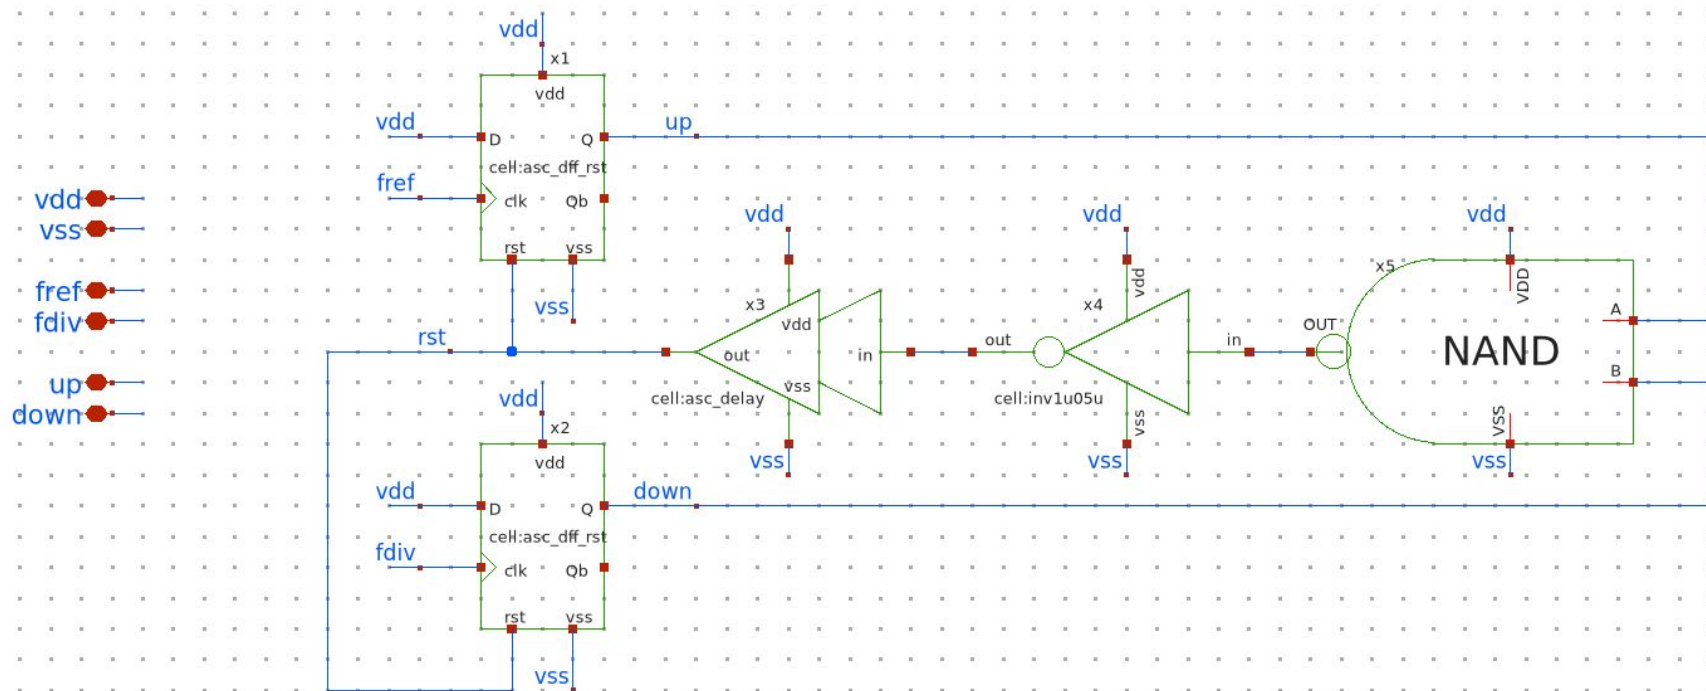 vdd
x1
vdd
vdd
D
Q
up
cell:asc_dff_rst
fref
clk
Qb
rst
vss
vss
vdd
vss
fref
fdiv
up
down
rst
vdd
x3
vdd
out
in
vss
cell:asc_delay
vss
vdd
vdd
x4
out
in
cell:inv1u05u
vss
vss
vdd
x5
VDD
A
OUT
NAND
B
VSS
vss
vdd
x2
vdd
vdd
D
Q
down
cell:asc_dff_rst
fdiv
clk
Qb
rst
vss
vss